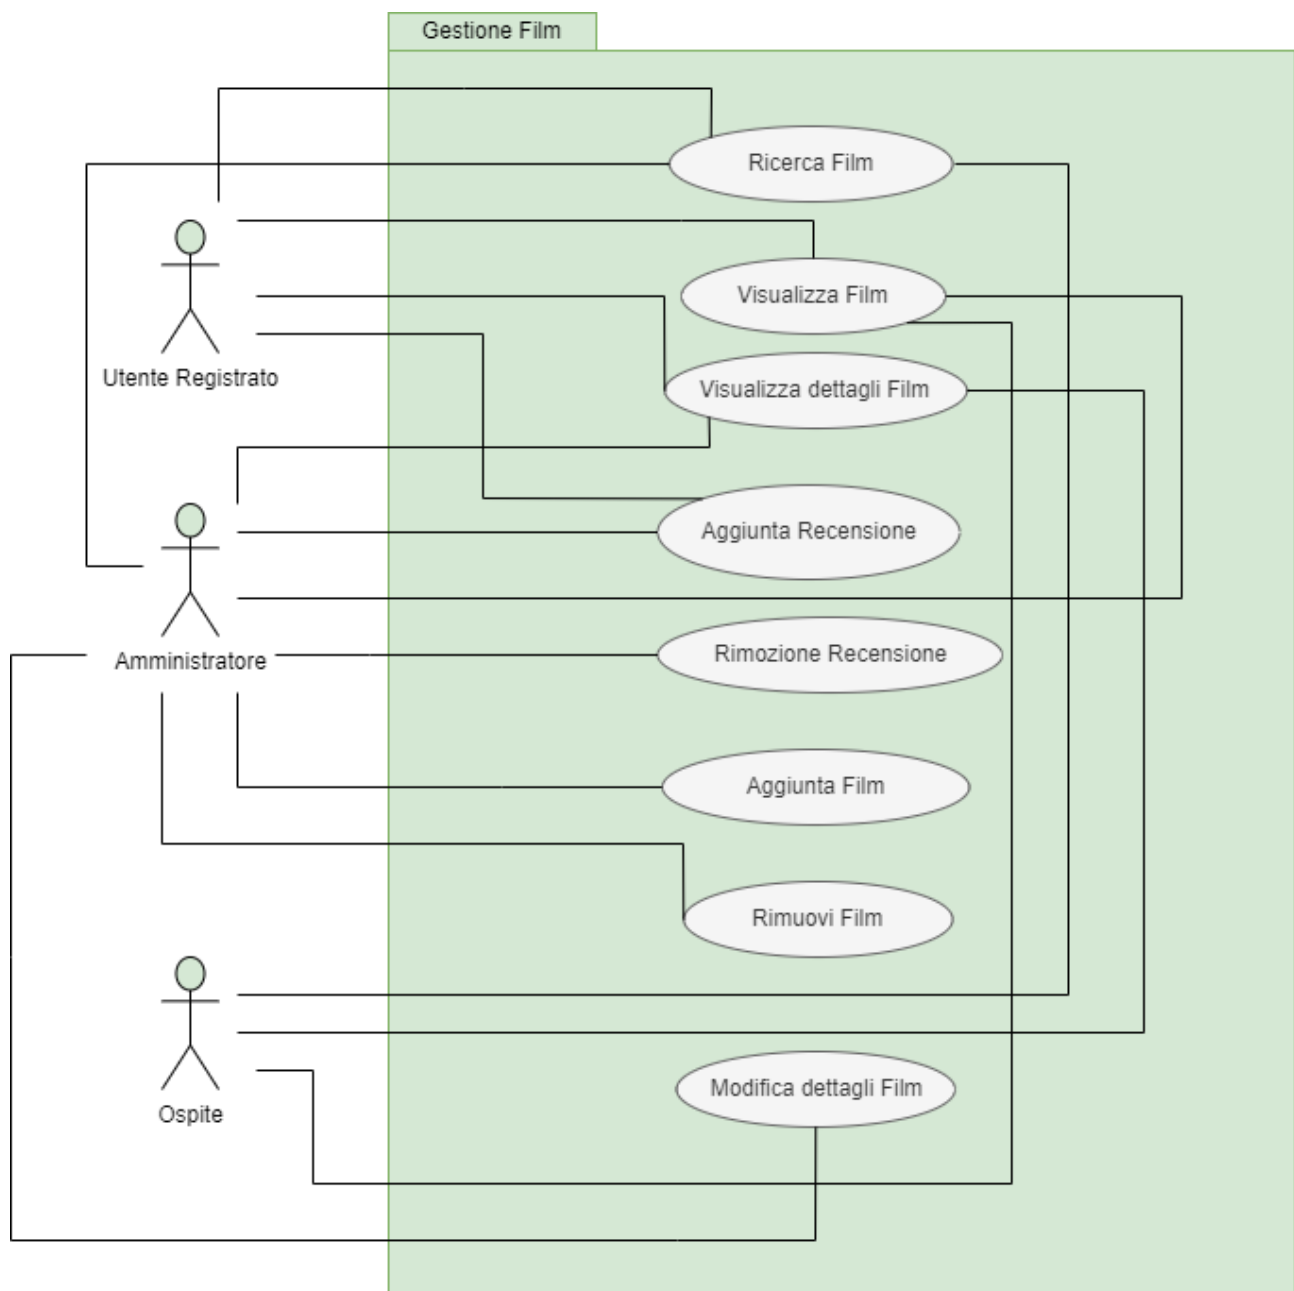 Gestione Film
Ricerca Film
Visualizza Film
Utente Registrato
Visualizza dettagli Film
Aggiunta Recensione
Amministratore
Rimozione Recensione
Aggiunta Film
Rimuovi Film
Ospite
Modifica dettagli Film